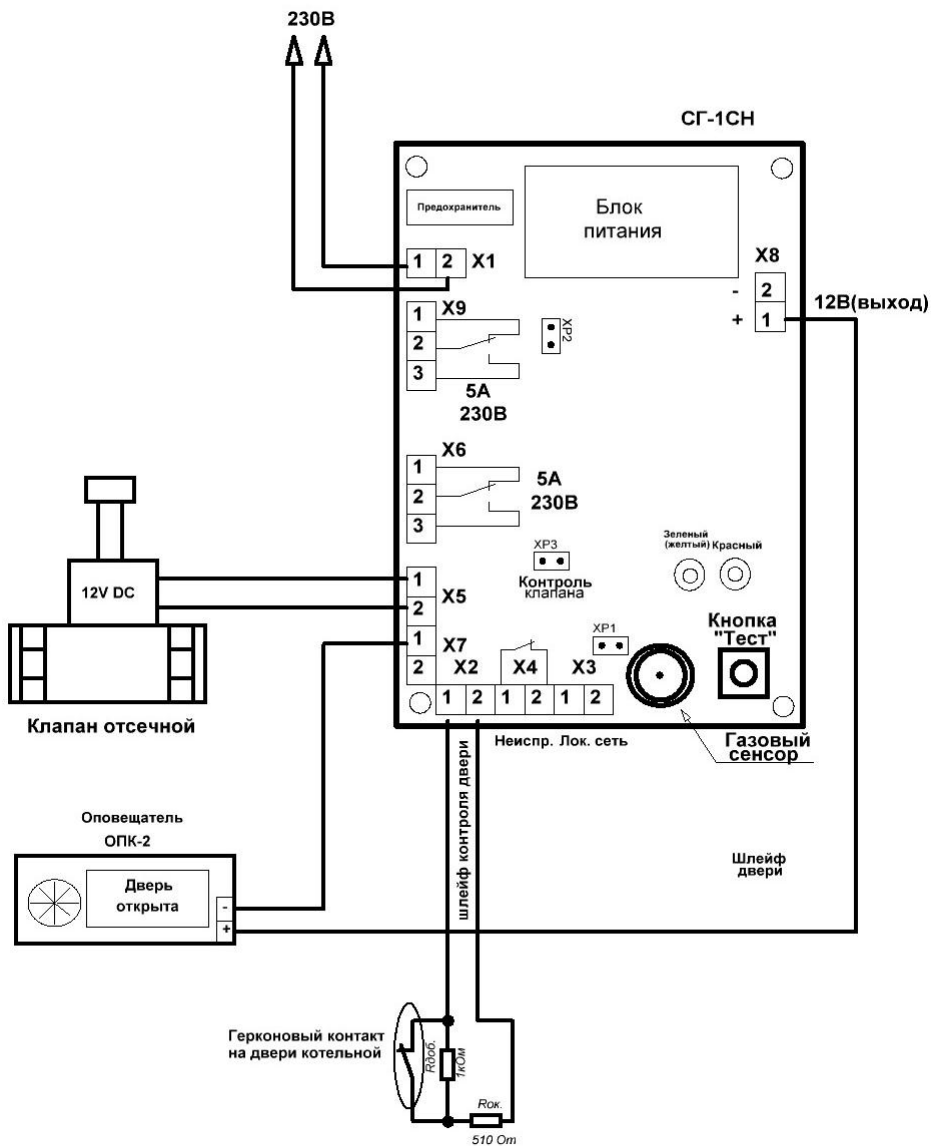 230В
СГ-1СН
Предохранитель
Блок
питания
1 2 X1
X8
- 2
+ 1
12В(выход)
X9
1
2
3
XP2
5А
230В
X6
1
2
3
5А
230В
XP3
Контроль
клапана
Зеленый
(желтый) Красный
12V DC
1
2
X5
1
2
X7
Кнопка
"Тест"
XP1
X2 X4 X3
1 2 1 2 1 2
Клапан отсечной
Неиспр. Лок. сеть
Газовый
сенсор
шлейф контроля двери
Оповещатель
ОПК-2
Дверь
открыта
-
+
Шлейф
двери
Герконовый контакт
на двери котельной
Rдоб.
1кОм
Rок.
510 Om